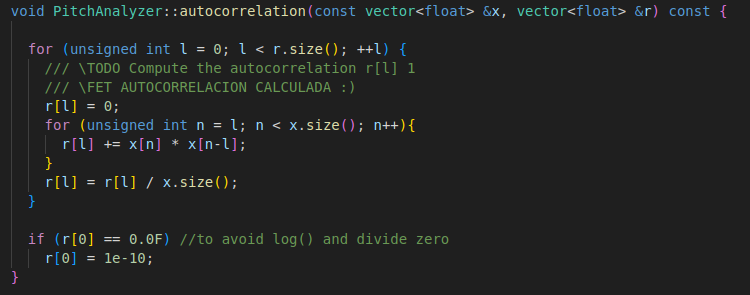 void PitchAnalyzer::autocorrelation(const vector<float> &x, vector<float> &r) const {
for (unsigned int l = 0; l < r.size(); ++l) {
/// \TODO Compute the autocorrelation r[l] 1
/// \FET AUTOCORRELACION CALCULADA :)
r[l] = 0;
for (unsigned int n = l; n < x.size(); n++){
r[l] += x[n] * x[n-l];
}
r[l] = r[l] / x.size();
}
if (r[0] == 0.0F) //to avoid log() and divide zero
r[0] = 1e-10;
}